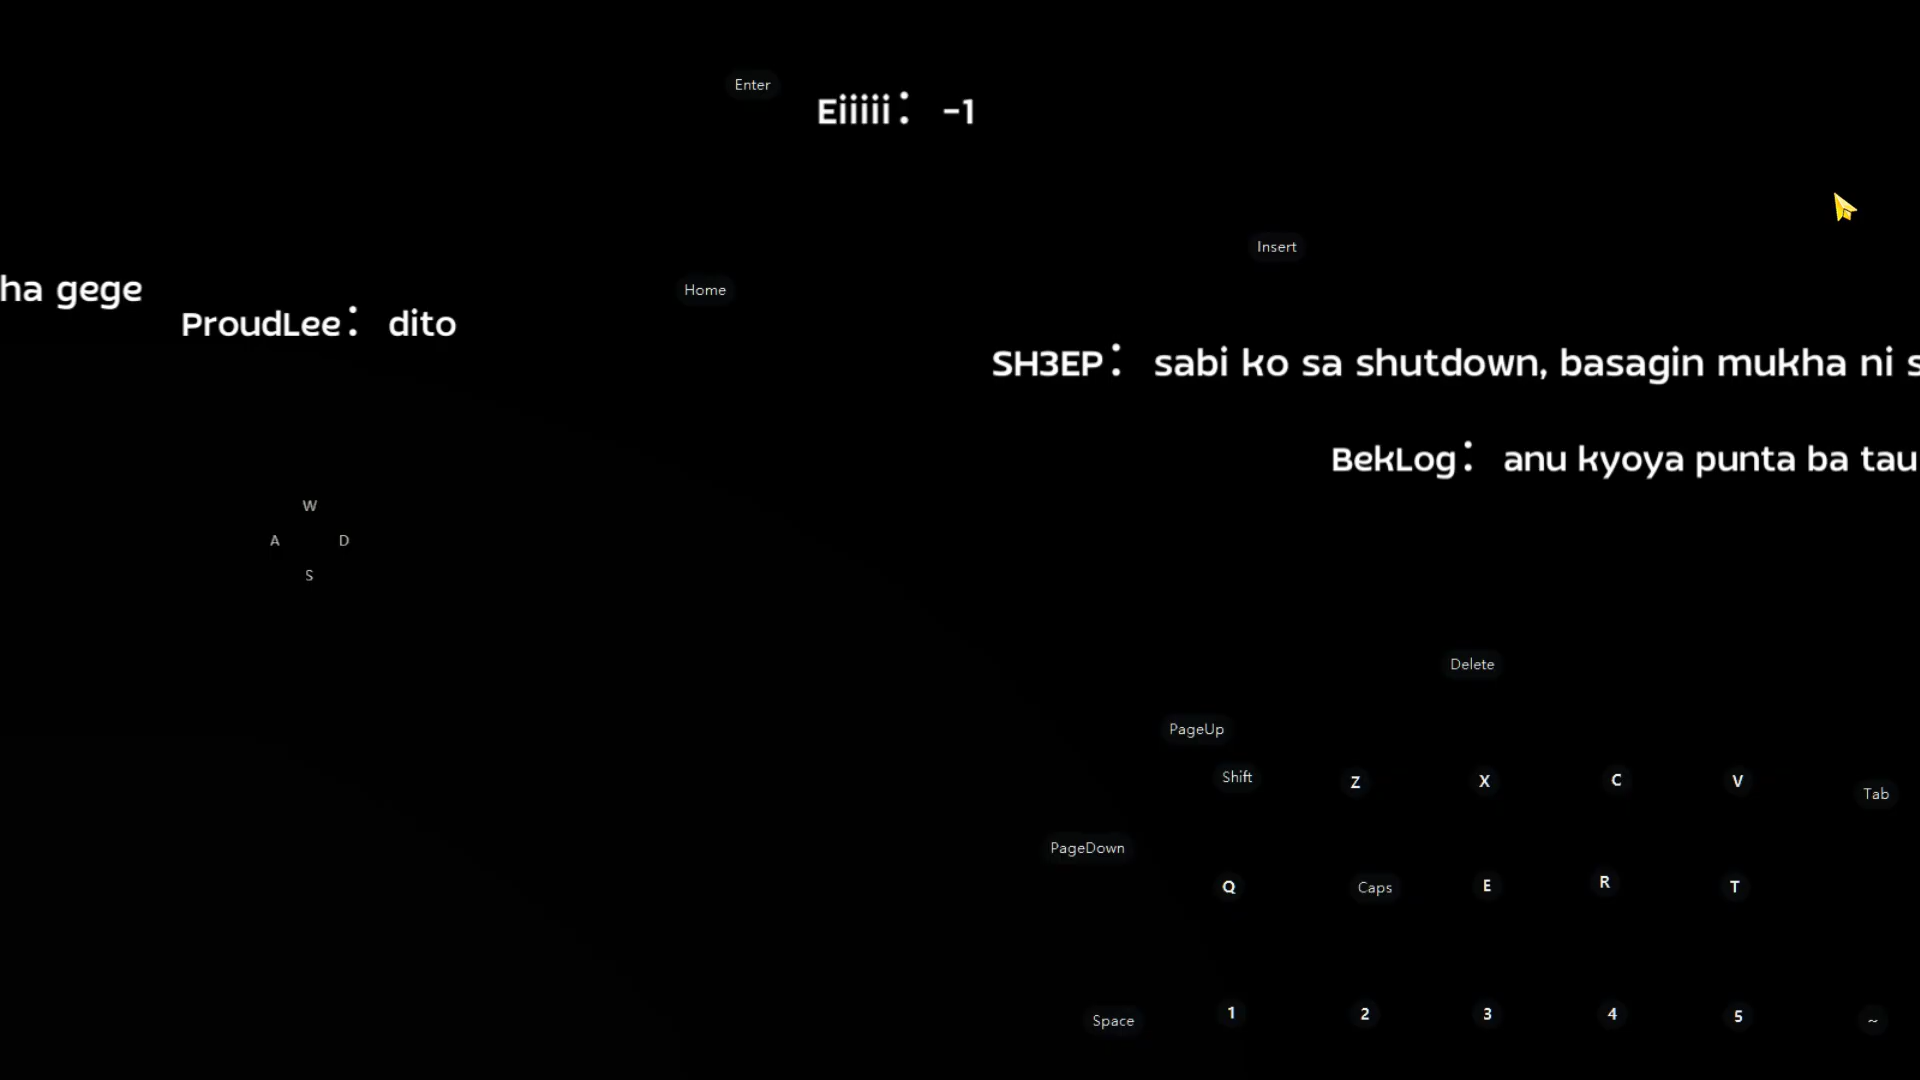 Enter
Eiiiii: -1
Insert
ha gege
Home
ProudLee: dito
SH3EP: sabi ko sa shutdown, basagin mukha ni s
BekLog: anu kyoya punta ba tau
W
A D
S
Delete
PageUp
Shift Z X C V Tab
PageDown
Q Caps E R T
Space 1 2 3 4 5 ~